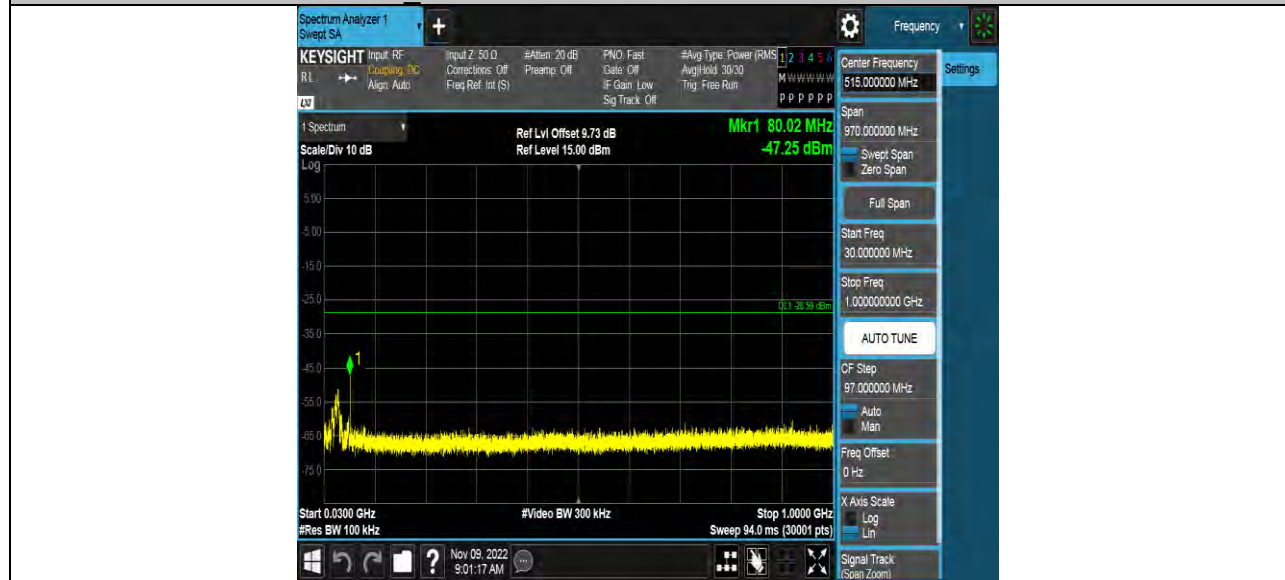 Spectrum Analyzer 1
Swept SA
+
Frequency
KEYSIGHT
RL
LXI
Input: RF
Coupling: DC
Align: Auto
Input Z: 50 Ω
Corrections: Off
Freq Ref: Int (S)
#Atten: 20 dB
Preamp: Off
PNO: Fast
Gate: Off
IF Gain: Low
Sig Track: Off
#Avg Type: Power (RMS
Avg|Hold: 30/30
Trig: Free Run
1 2 3 4 5 6
M W W W W W
P P P P P P
1 Spectrum
Scale/Div 10 dB
Log
Ref Lvl Offset 9.73 dB
Ref Level 15.00 dBm
Mkr1 80.02 MHz
-47.25 dBm
5.00
-5.00
-15.0
-25.0
DL1 -28.59 dBm
-35.0
1
-45.0
-55.0
-65.0
-75.0
Start 0.0300 GHz
#Res BW 100 kHz
#Video BW 300 kHz
Stop 1.0000 GHz
Sweep 94.0 ms (30001 pts)
?
Nov 09, 2022
9:01:17 AM
Center Frequency
515.000000 MHz
Settings
Span
970.000000 MHz
Swept Span
Zero Span
Full Span
Start Freq
30.000000 MHz
Stop Freq
1.000000000 GHz
AUTO TUNE
CF Step
97.000000 MHz
Auto
Man
Freq Offset
0 Hz
X Axis Scale
Log
Lin
Signal Track
(Span Zoom)